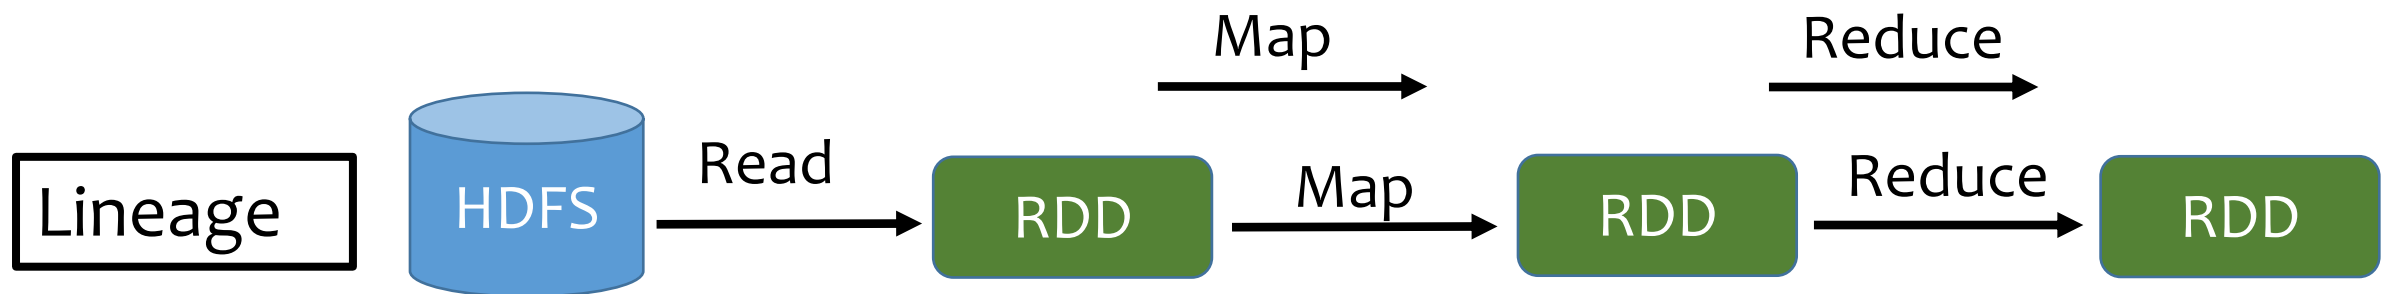 Map
Reduce
Lineage
HDFS
Read
RDD
Map
RDD
Reduce
RDD